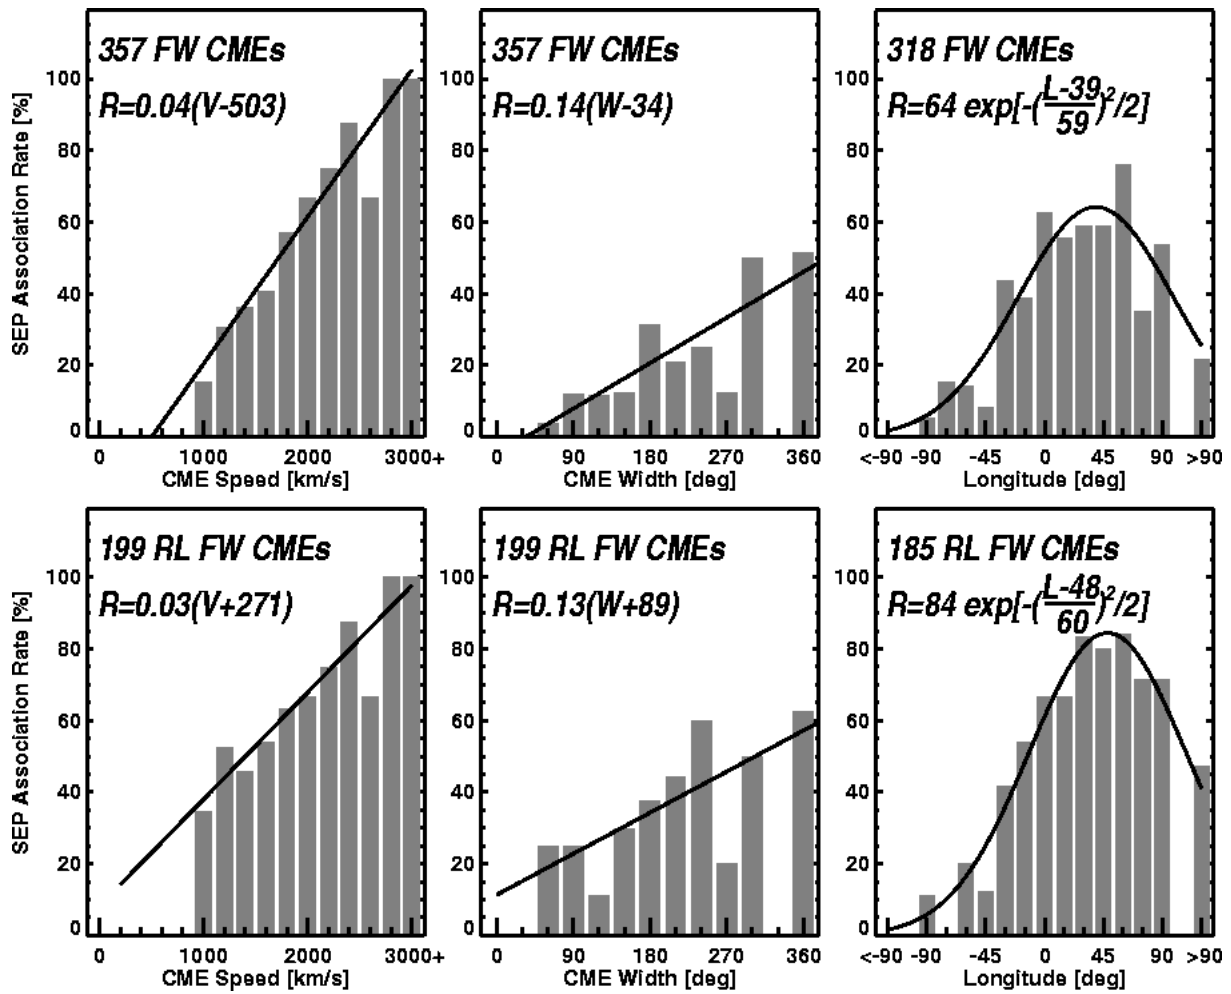 357 FW CMEs
R=0.04(V-503)
SEP Association Rate [%]
100
80
60
40
20
0
0 1000 2000 3000+
CME Speed [km/s]
357 FW CMEs
R=0.14(W-34)
0 90 180 270 360
CME Width [deg]
318 FW CMEs
R=64 exp[-(L-39/59)²/2]
<-90 -90 -45 0 45 90 >90
Longitude [deg]
199 RL FW CMEs
R=0.03(V+271)
SEP Association Rate [%]
100
80
60
40
20
0
0 1000 2000 3000+
CME Speed [km/s]
199 RL FW CMEs
R=0.13(W+89)
0 90 180 270 360
CME Width [deg]
185 RL FW CMEs
R=84 exp[-(L-48/60)²/2]
<-90 -90 -45 0 45 90 >90
Longitude [deg]